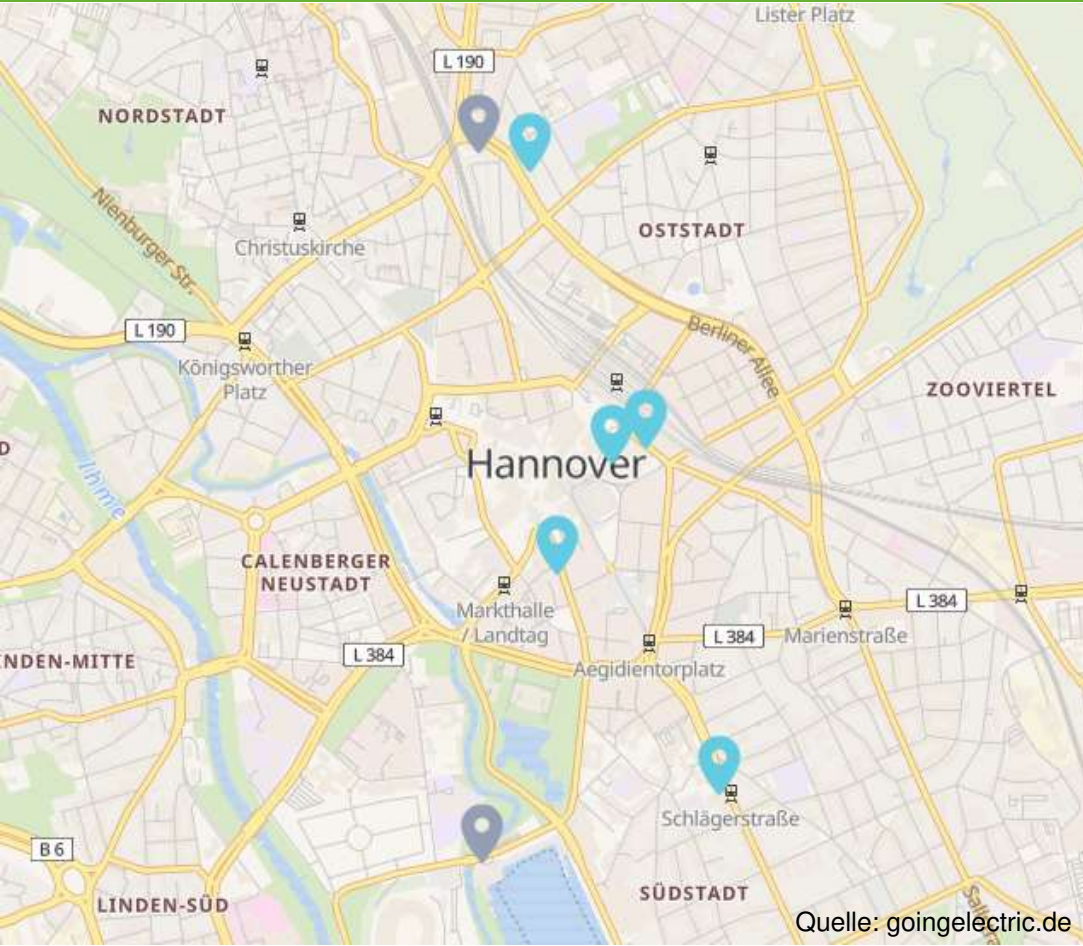 Lister Platz
L 190
NORDSTADT
Nienburger Str.
Christuskirche
OSTSTADT
L 190
Königsworther
Platz
Berliner Allee
ZOOVIERTEL
D
Hannover
Ihme
CALENBERGER
NEUSTADT
Markthalle
/ Landtag
L 384
L 384
Marienstraße
L 384
NDEN-MITTE
Aegidientorplatz
Schlägerstraße
B 6
LINDEN-SÜD
SÜDSTADT
Quelle: goingelectric.de